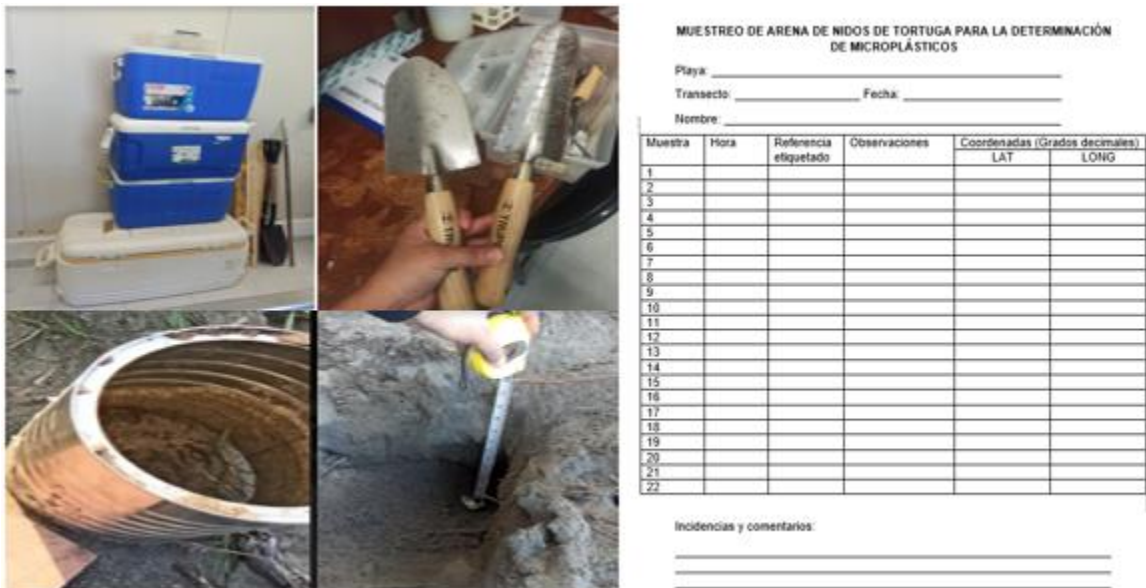 MUESTREO DE ARENA DE NIDOS DE TORTUGA PARA LA DETERMINACIÓN
DE MICROPLÁSTICOS
Playa:
Transecto: Fecha:
Nombre:
Muestra Hora Referencia etiquetado Observaciones Coordenadas (Grados decimales)
LAT LONG
1
2
3
4
5
6
7
8
9
10
11
12
13
14
15
16
17
18
19
20
21
22
Incidencias y comentarios: